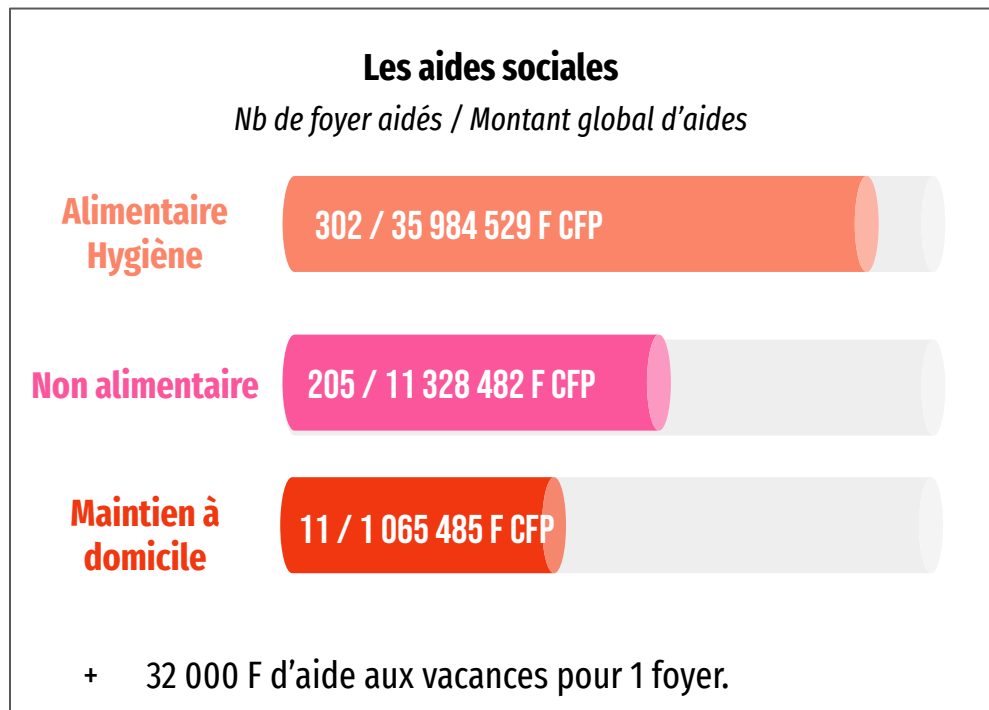 Les aides sociales
Nb de foyer aidés / Montant global d'aides
Alimentaire
Hygiène
302 / 35 984 529 F CFP
Non alimentaire
205 / 11 328 482 F CFP
Maintien à
domicile
11 / 1 065 485 F CFP
+ 32 000 F d'aide aux vacances pour 1 foyer.